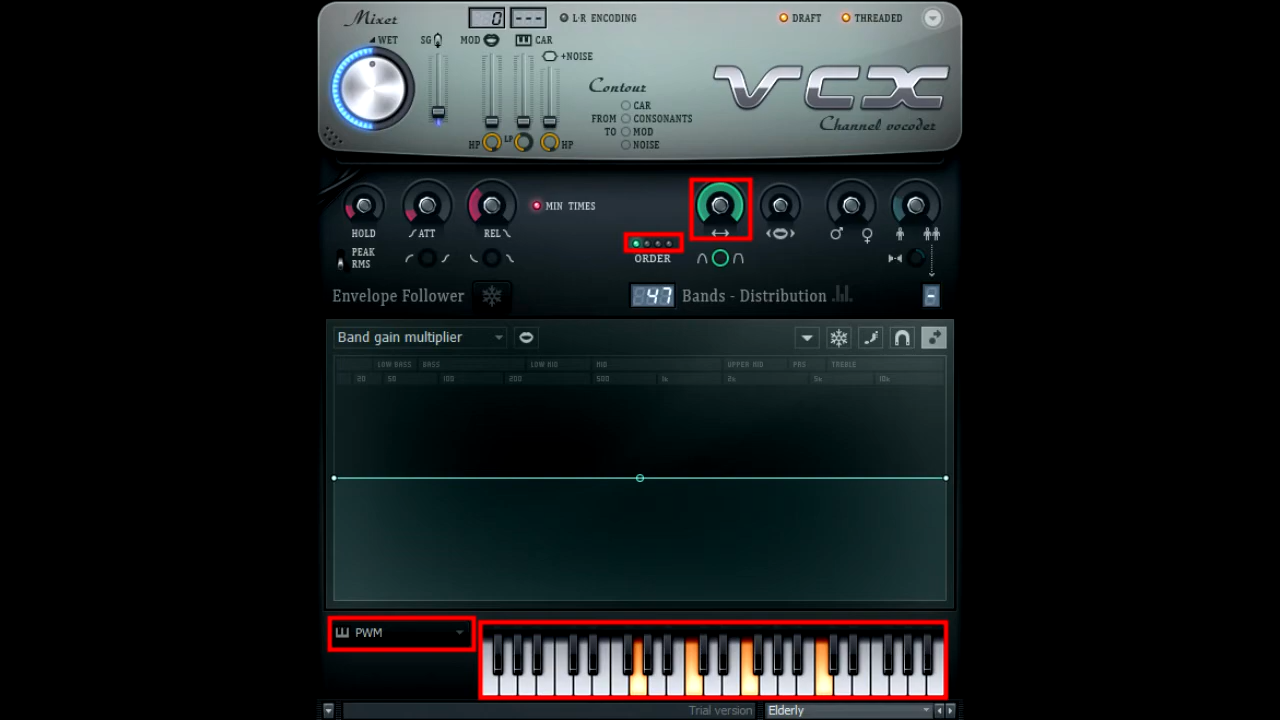 Mixer
0 ---
L-R ENCODING
DRAFT
THREADED
WET
SG
MOD
CAR
+NOISE
Contour
CAR
FROM CONSONANTS
TO MOD
NOISE
HP
LP
HP
VCX
Channel vocoder
HOLD
ATT
REL
MIN TIMES
PEAK
RMS
ORDER
Envelope Follower
47 Bands - Distribution -
Band gain multiplier
LOW BASS BASS LOW MID MID UPPER MID PRS TREBLE
20 50 100 200 500 1k 2k 5k 10k
PWM
Trial version
Elderly